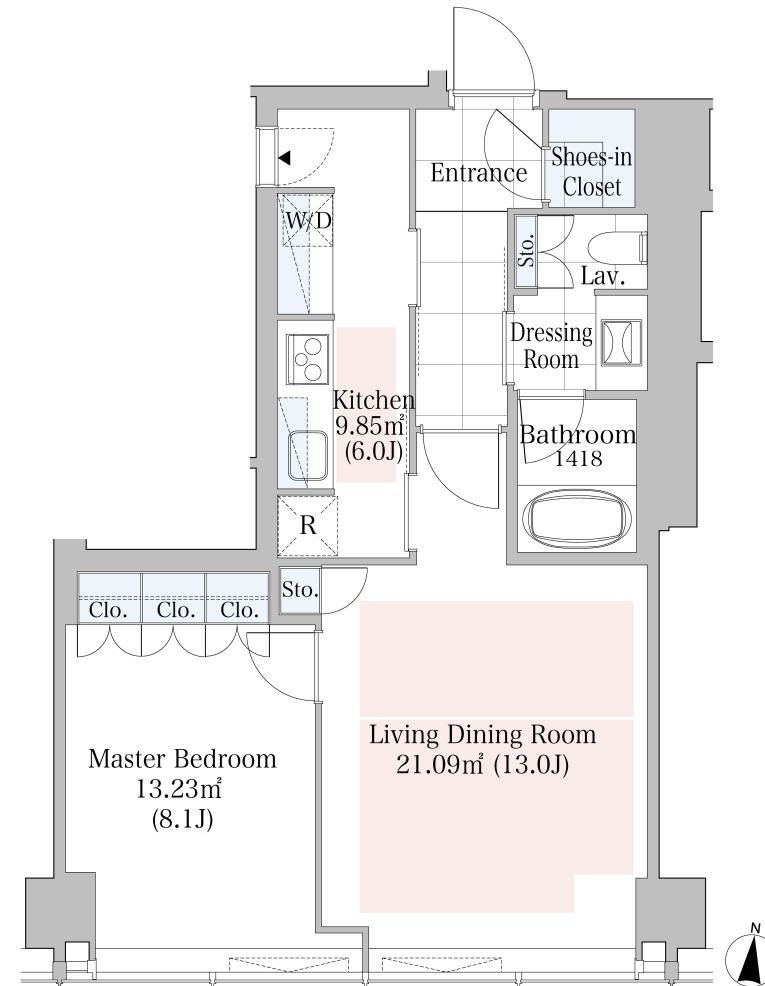 Entrance
Shoes-in
Closet
W/D
Sto.
Lav.
Dressing
Room
Kitchen
9.85㎡
(6.0J)
Bathroom
1418
R
Sto.
Clo.
Clo.
Clo.
Living Dining Room
21.09㎡ (13.0J)
Master Bedroom
13.23㎡
(8.1J)
N